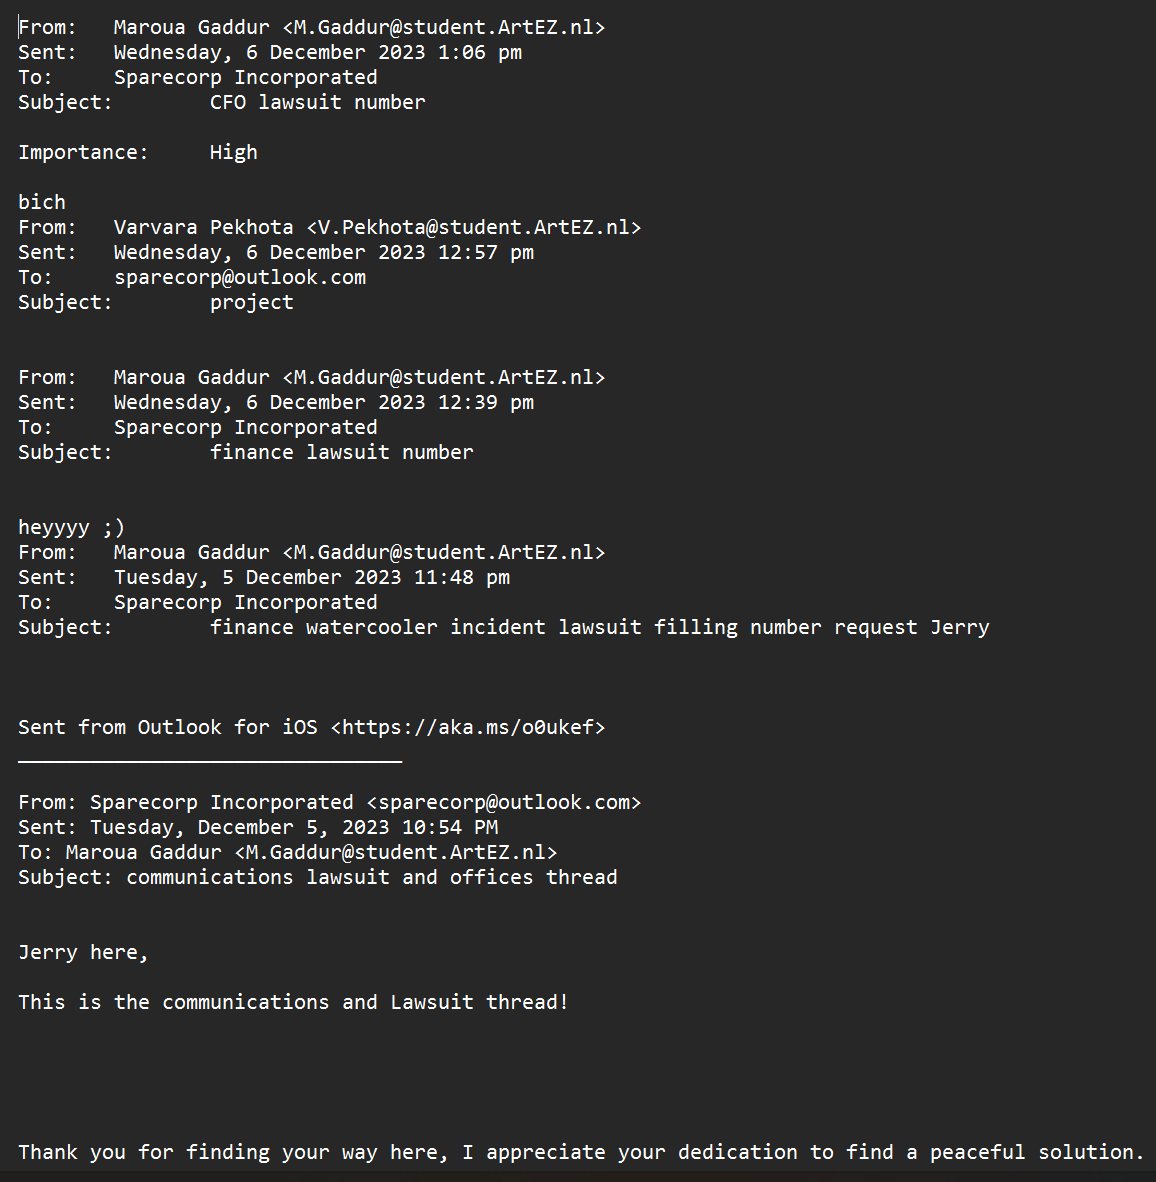 From: Maroua Gaddur <M.Gaddur@student.ArtEZ.nl>
Sent: Wednesday, 6 December 2023 1:06 pm
To: Sparecorp Incorporated
Subject: CFO lawsuit number
Importance: High
bich
From: Varvara Pekhota <V.Pekhota@student.ArtEZ.nl>
Sent: Wednesday, 6 December 2023 12:57 pm
To: sparecorp@outlook.com
Subject: project
From: Maroua Gaddur <M.Gaddur@student.ArtEZ.nl>
Sent: Wednesday, 6 December 2023 12:39 pm
To: Sparecorp Incorporated
Subject: finance lawsuit number
heyyyy ;)
From: Maroua Gaddur <M.Gaddur@student.ArtEZ.nl>
Sent: Tuesday, 5 December 2023 11:48 pm
To: Sparecorp Incorporated
Subject: finance watercooler incident lawsuit filling number request Jerry
Sent from Outlook for iOS <https://aka.ms/o0ukef>
________________________________
From: Sparecorp Incorporated <sparecorp@outlook.com>
Sent: Tuesday, December 5, 2023 10:54 PM
To: Maroua Gaddur <M.Gaddur@student.ArtEZ.nl>
Subject: communications lawsuit and offices thread
Jerry here,
This is the communications and Lawsuit thread!
Thank you for finding your way here, I appreciate your dedication to find a peaceful solution.